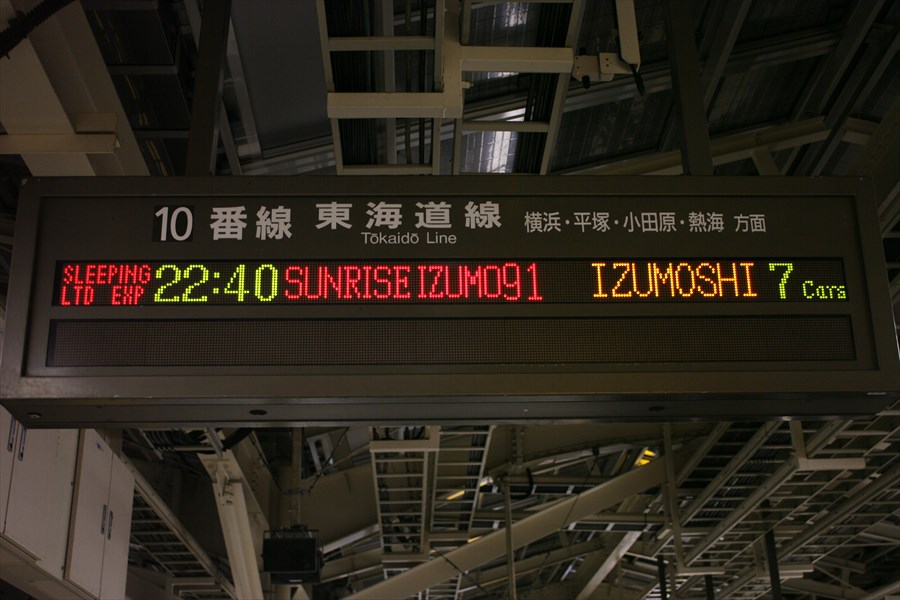 10 番線 東海道線 横浜・平塚・小田原・熱海 方面
Tōkaidō Line
SLEEPING LTD EXP 22:40 SUNRISE IZUMO91 IZUMOSHI 7 Cars